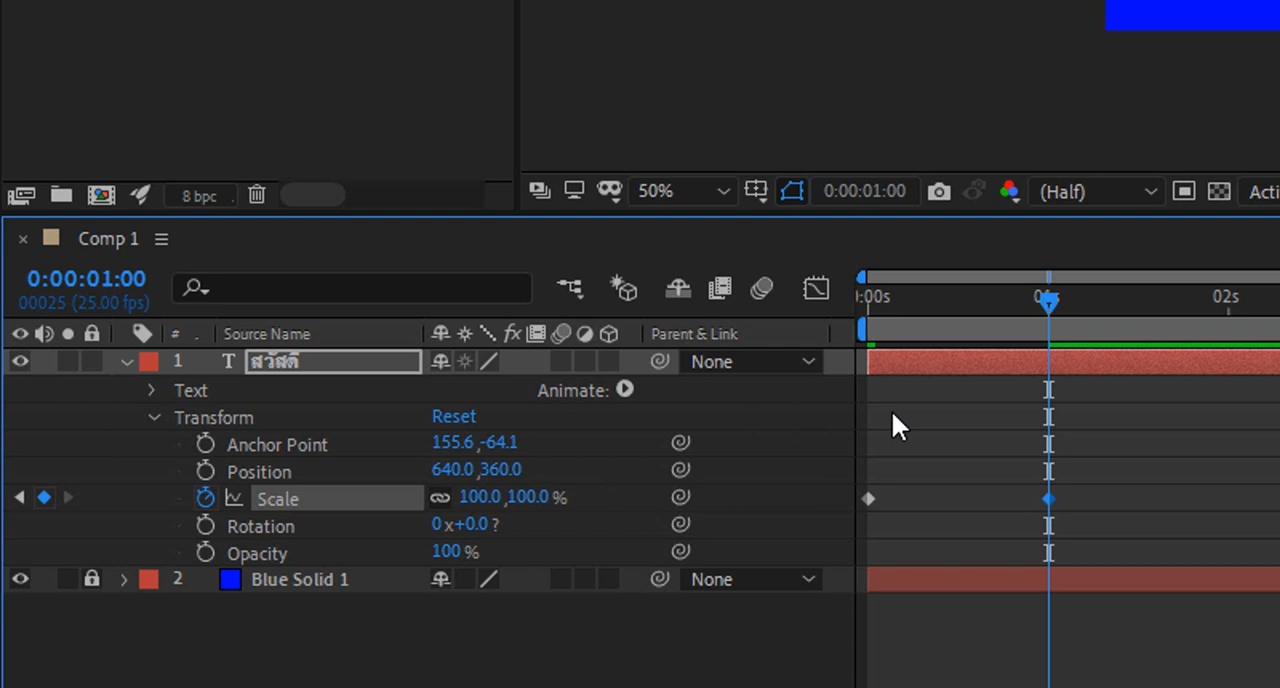 8 bpc
50%
0:00:01:00
(Half)
Acti
Comp 1
0:00:01:00
00025 (25.00 fps)
:00s
01s
02s
#
Source Name
fx
Parent & Link
1
T
สวัสดี
None
Text
Animate:
Transform
Reset
Anchor Point
155.6,-64.1
Position
640.0,360.0
Scale
100.0,100.0 %
Rotation
0 x+0.0 ?
Opacity
100 %
2
Blue Solid 1
None